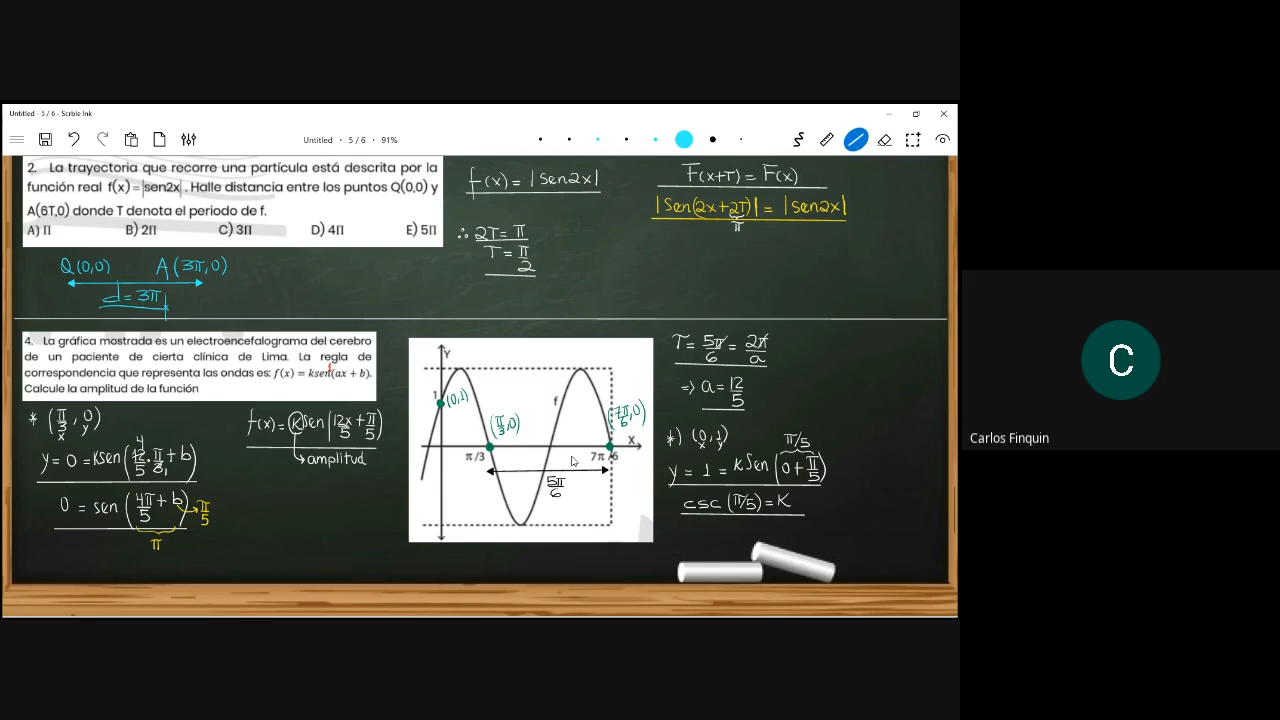 Untitled - 5 / 6 - Scrble Ink
Untitled • 5 / 6 • 91%
2. La trayectoria que recorre una partícula está descrita por la
función real f(x) = |sen2x| . Halle distancia entre los puntos Q(0,0) y
A(6T,0) donde T denota el periodo de f.
A) Π B) 2Π C) 3Π D) 4Π E) 5Π
f(x) = |Sen2x|
∴ 2T = π
T = π/2
F(x+T) = F(x)
|Sen(2x+2T)| = |sen2x|
π
Q(0,0) A(3π,0)
d = 3π
4. La gráfica mostrada es un electroencefalograma del cerebro
de un paciente de cierta clínica de Lima. La regla de
correspondencia que representa las ondas es: f(x) = ksen(ax + b).
Calcule la amplitud de la función
* (π/3, 0)
x y
y = 0 = ksen(12/5 · π/3 + b)
4
1
0 = sen(4π/5 + b)
→ π/5
π
f(x) = K Sen(12x/5 + π/5)
amplitud
Y
1
(0,1)
(π/3,0)
f
(7π/6,0)
X
π/3
7π/6
5π/6
T = 5π/6 = 2π/a
⇒ a = 12/5
*) (0,1)
x y
π/5
y = 1 = kSen(0 + π/5)
csc(π/5) = K
C
Carlos Finquin